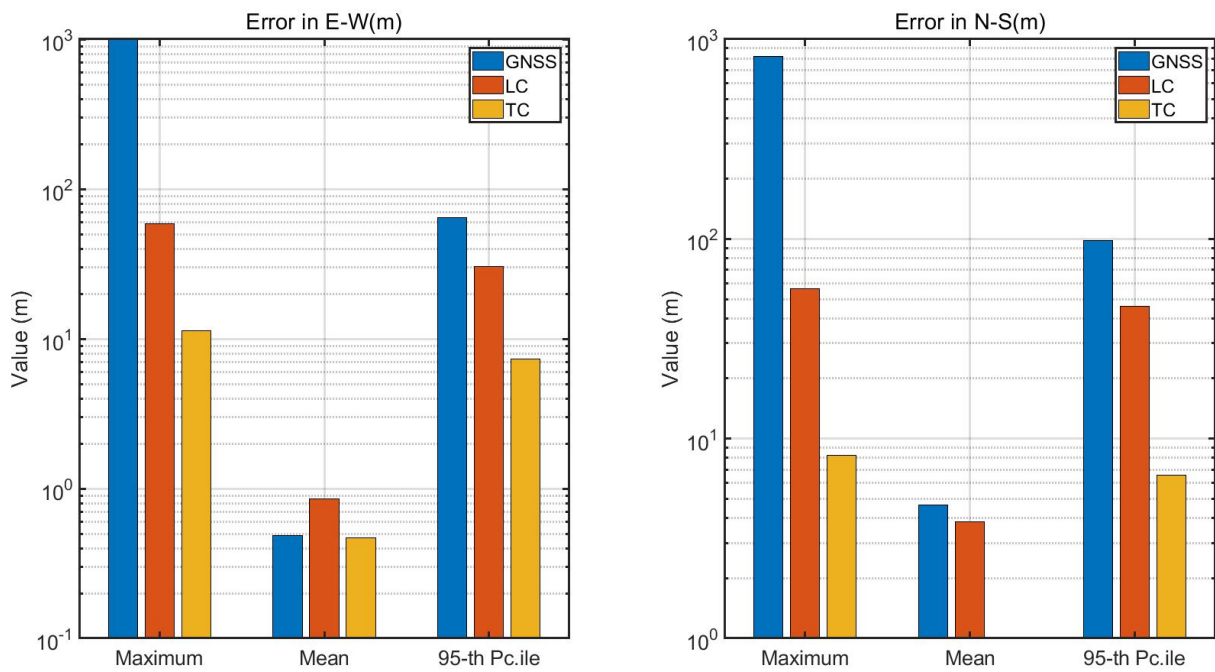 Error in E-W(m)
Value (m)
10^3
10^2
10^1
10^0
10^-1
GNSS
LC
TC
Maximum
Mean
95-th Pc.ile
Error in N-S(m)
Value (m)
10^3
10^2
10^1
10^0
GNSS
LC
TC
Maximum
Mean
95-th Pc.ile